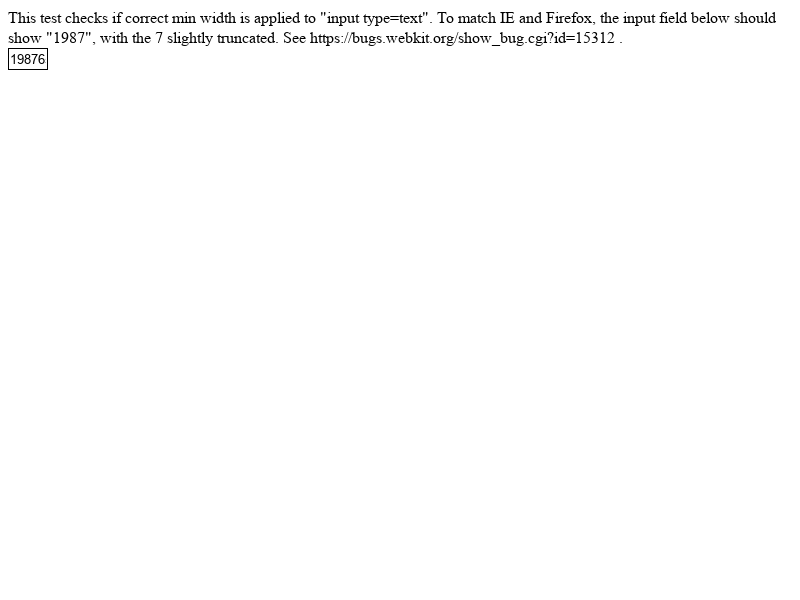 This test checks if correct min width is applied to "input type=text". To match IE and Firefox, the input field below should
show "1987", with the 7 slightly truncated. See https://bugs.webkit.org/show_bug.cgi?id=15312 .
19876